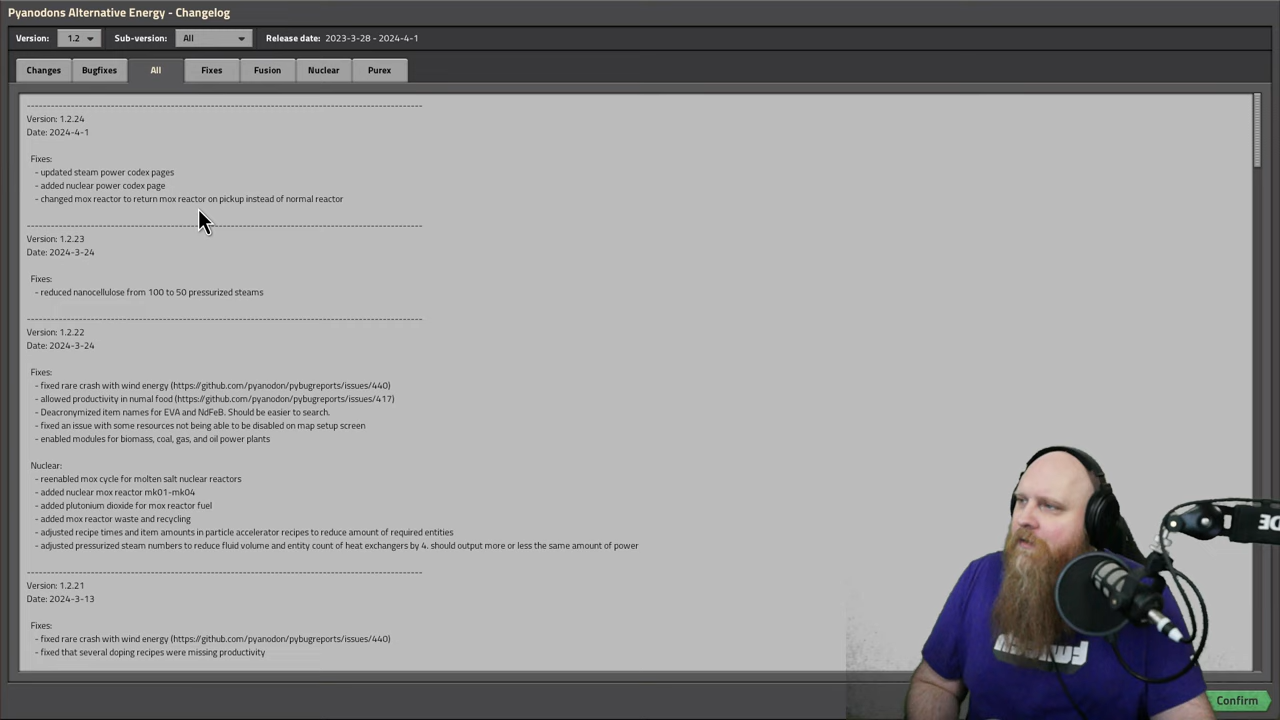 Pyanodons Alternative Energy - Changelog
Version: 1.2 Sub-version: All Release date: 2023-3-28 - 2024-4-1
Changes Bugfixes All Fixes Fusion Nuclear Purex
----------------------------------------------------------------------------------------------------
Version: 1.2.24
Date: 2024-4-1
Fixes:
- updated steam power codex pages
- added nuclear power codex page
- changed mox reactor to return mox reactor on pickup instead of normal reactor
----------------------------------------------------------------------------------------------------
Version: 1.2.23
Date: 2024-3-24
Fixes:
- reduced nanocellulose from 100 to 50 pressurized steams
----------------------------------------------------------------------------------------------------
Version: 1.2.22
Date: 2024-3-24
Fixes:
- fixed rare crash with wind energy (https://github.com/pyanodon/pybugreports/issues/440)
- allowed productivity in numal food (https://github.com/pyanodon/pybugreports/issues/417)
- Deacronymized item names for EVA and NdFeB. Should be easier to search.
- fixed an issue with some resources not being able to be disabled on map setup screen
- enabled modules for biomass, coal, gas, and oil power plants
Nuclear:
- reenabled mox cycle for molten salt nuclear reactors
- added nuclear mox reactor mk01-mk04
- added plutonium dioxide for mox reactor fuel
- added mox reactor waste and recycling
- adjusted recipe times and item amounts in particle accelerator recipes to reduce amount of required entities
- adjusted pressurized steam numbers to reduce fluid volume and entity count of heat exchangers by 4. should output more or less the same amount of power
----------------------------------------------------------------------------------------------------
Version: 1.2.21
Date: 2024-3-13
Fixes:
- fixed rare crash with wind energy (https://github.com/pyanodon/pybugreports/issues/440)
- fixed that several doping recipes were missing productivity
Confirm